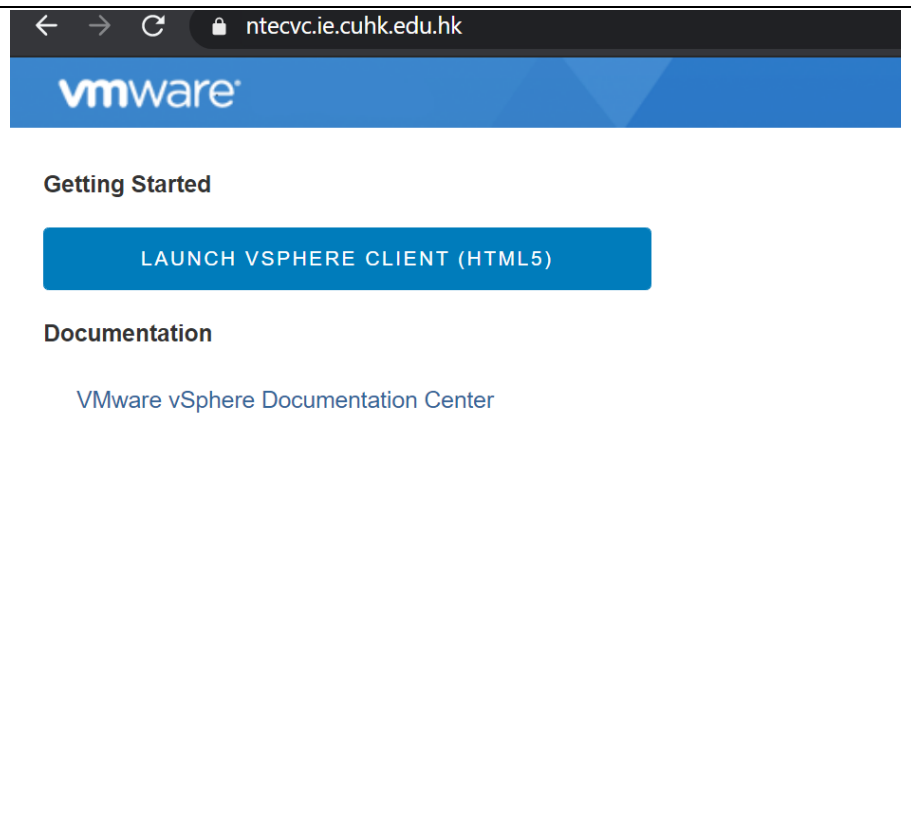 ntecvc.ie.cuhk.edu.hk
vmware®
Getting Started
LAUNCH VSPHERE CLIENT (HTML5)
Documentation
VMware vSphere Documentation Center